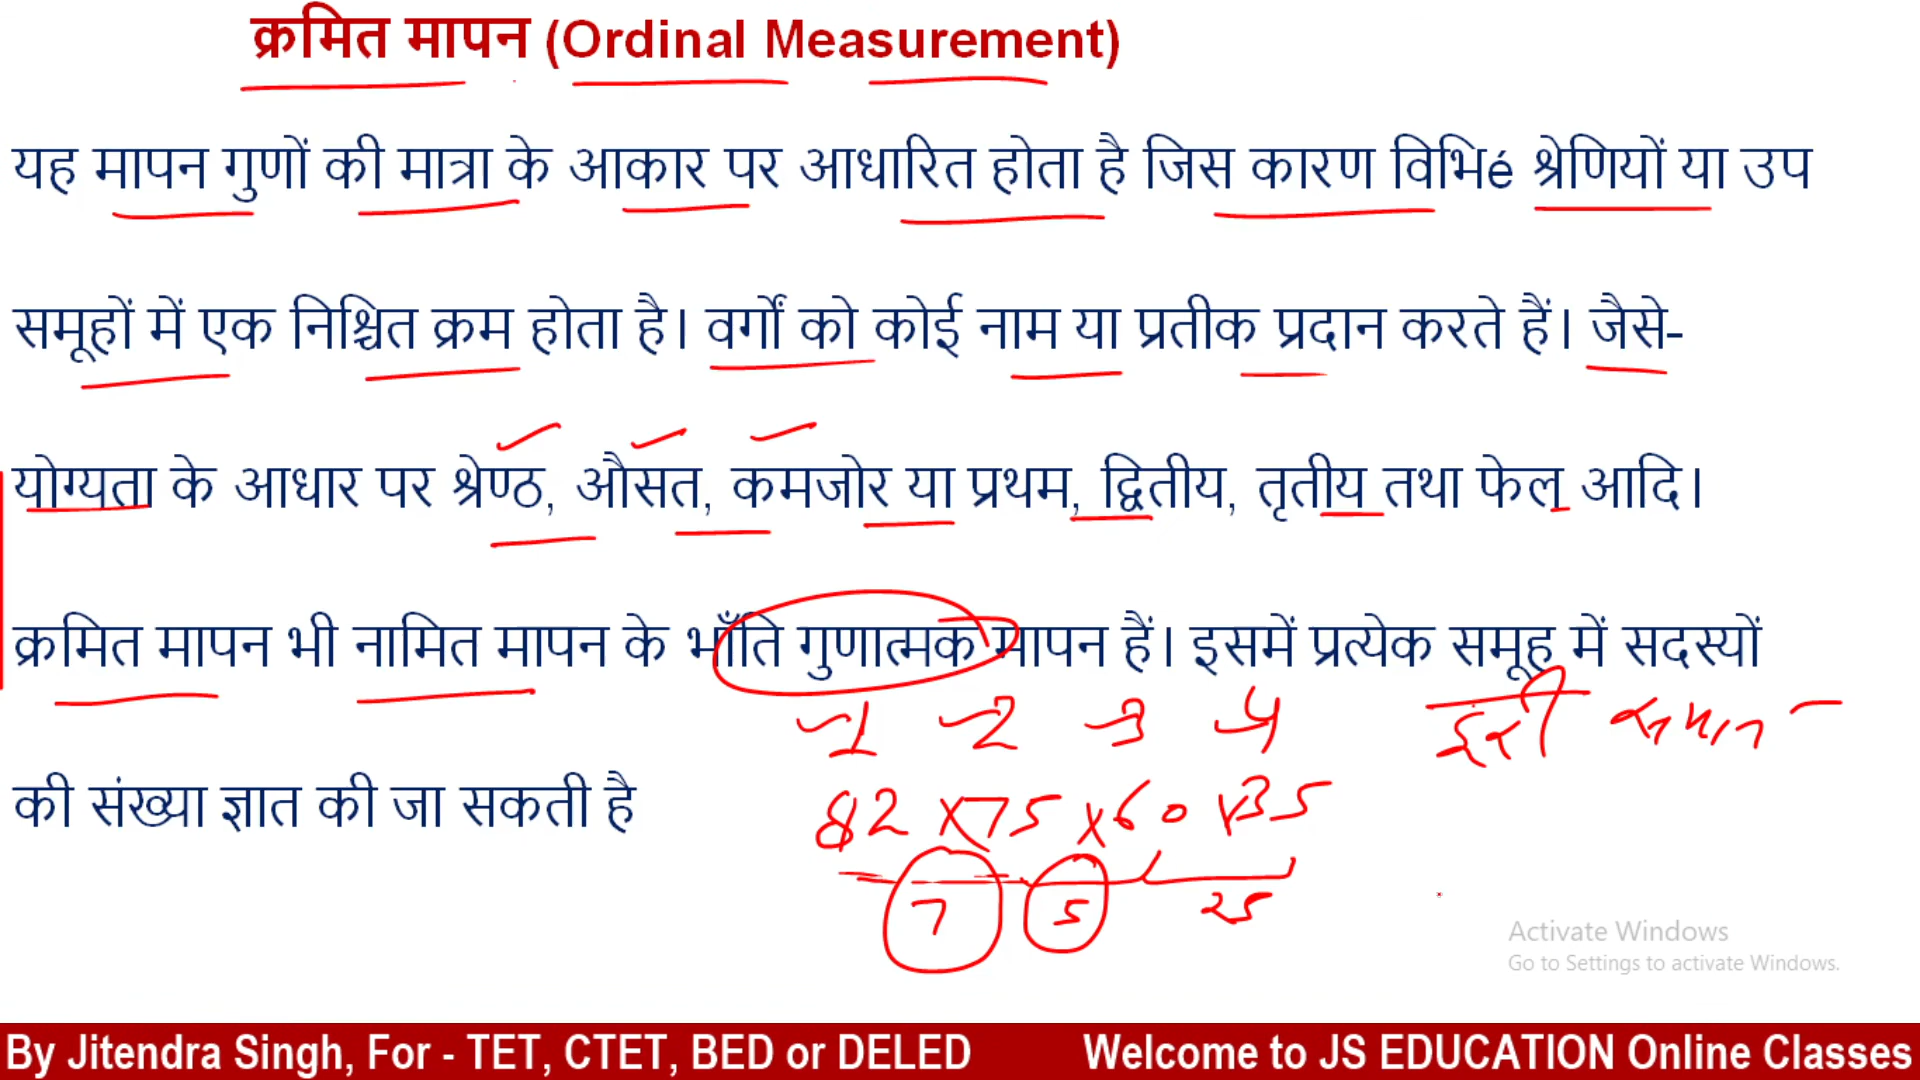 क्रमित मापन (Ordinal Measurement)
यह मापन गुणों की मात्रा के आकार पर आधारित होता है जिस कारण विभिé श्रेणियों या उप
समूहों में एक निश्चित क्रम होता है। वर्गों को कोई नाम या प्रतीक प्रदान करते हैं। जैसे-
योग्यता के आधार पर श्रेण्ठ, औसत, कमजोर या प्रथम, द्वितीय, तृतीय तथा फेल आदि।
क्रमित मापन भी नामित मापन के भाँति गुणात्मक मापन हैं। इसमें प्रत्येक समूह में सदस्यों
1 2 3 4 दूरी समान
की संख्या ज्ञात की जा सकती है
82 75 60 35
7 5 25
Activate Windows
Go to Settings to activate Windows.
By Jitendra Singh, For - TET, CTET, BED or DELED Welcome to JS EDUCATION Online Classes